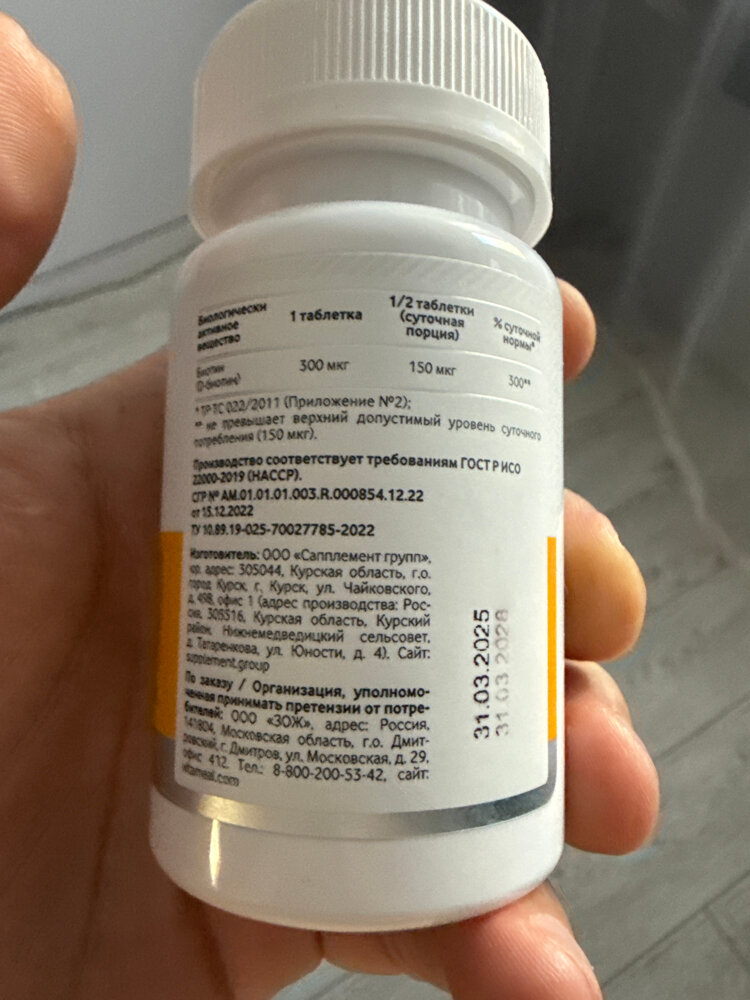 Биологически активное вещество 1 таблетка 1/2 таблетки (суточная порция) % суточной нормы*
Биотин (D-биотин) 300 мкг 150 мкг 300**
* ТР ТС 022/2011 (Приложение №2);
** не превышает верхний допустимый уровень суточного
потребления (150 мкг).
Производство соответствует требованиям ГОСТ Р ИСО
22000-2019 (HACCP).
СГР № AM.01.01.01.003.R.000854.12.22
от 15.12.2022
ТУ 10.89.19-025-70027785-2022
Изготовитель: ООО «Сапплемент групп»,
юр. адрес: 305044, Курская область, г.о.
город Курск, г. Курск, ул. Чайковского,
д. 49В, офис 1 (адрес производства: Рос-
сия, 305516, Курская область, Курский
район, Нижнемедведицкий сельсовет,
д. Татаренкова, ул. Юности, д. 4). Сайт:
supplement.group
По заказу / Организация, уполномо-
ченная принимать претензии от потре-
бителей: ООО «ЗОЖ», адрес: Россия,
141804, Московская область, г.о. Дмит-
ровский, г. Дмитров, ул. Московская, д. 29,
офис 412. Тел.: 8-800-200-53-42, сайт:
vitameal.com
31.03.2025
31.03.2028